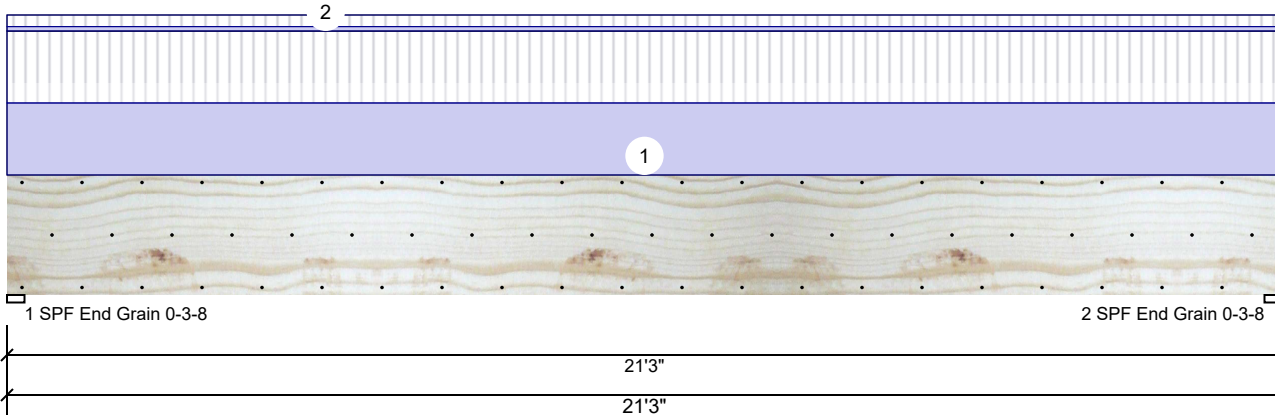 2
1
1 SPF End Grain 0-3-8
2 SPF End Grain 0-3-8
21'3"
21'3"